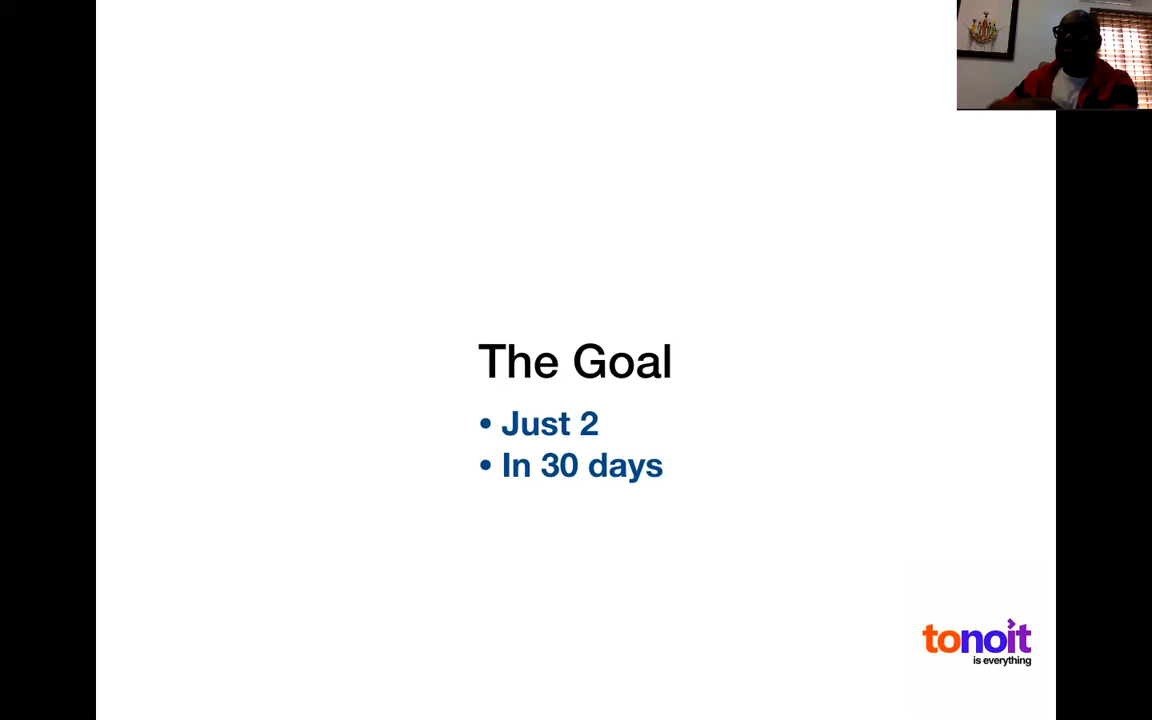 The Goal
• Just 2
• In 30 days
tonoit
is everything